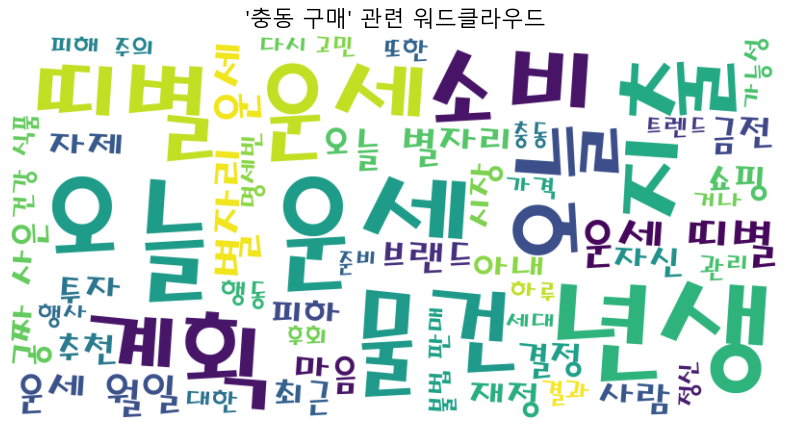 '충동 구매' 관련 워드클라우드
피해 주의
다시 고민
또한
가능성
띠별 운세
운세
소비
지출
식품
자제
오늘 별자리
충동
트렌드
금전
명세빈
별자리
오늘
건강
오늘 운세
시장
가격
쇼핑
거나
사은
준비
브랜드
아내
운세 띠별
자신
관리
투자
행동
하루
행사
피하
물건
년생
공짜
추천
계획
후회
불법 판매
세대
마음
결정
운세 월일
대한
최근
재정
결과
사람
정신